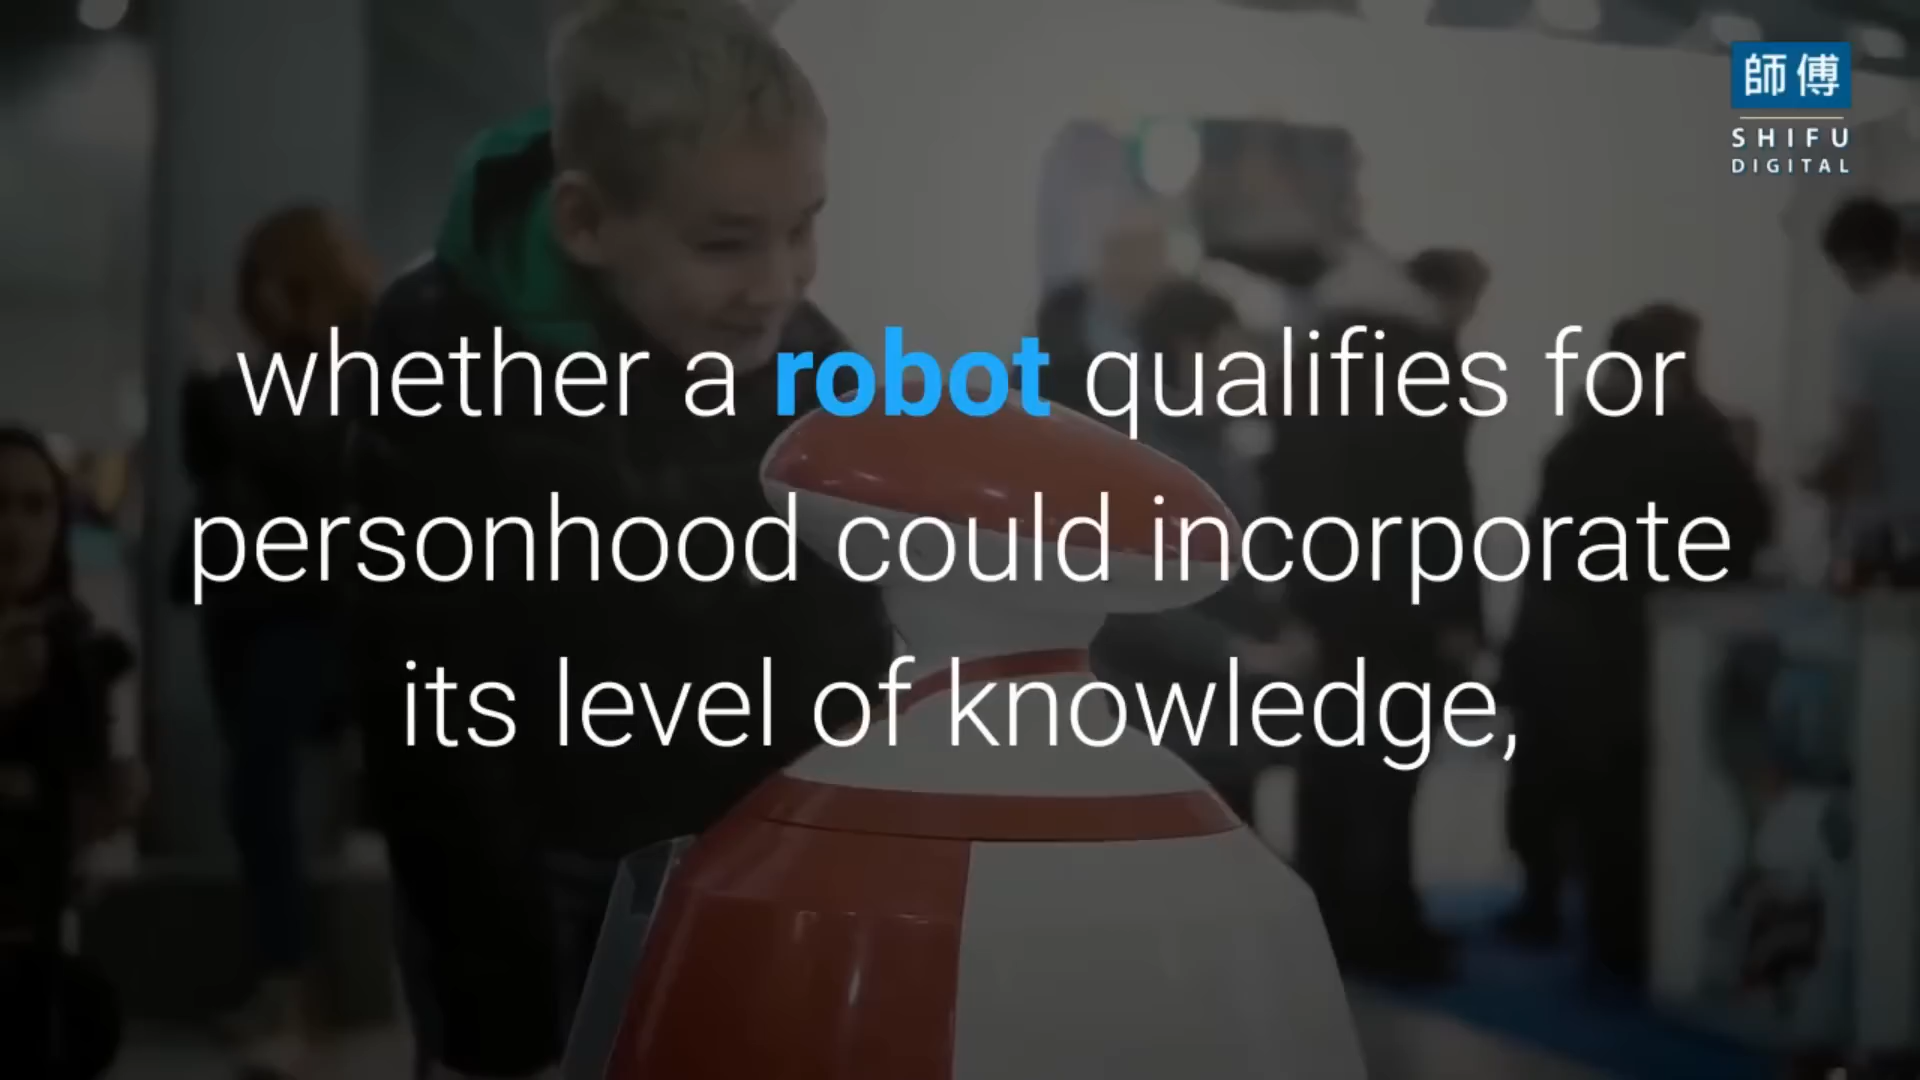 師傅
SHIFU
DIGITAL
whether a robot qualifies for
personhood could incorporate
its level of knowledge,